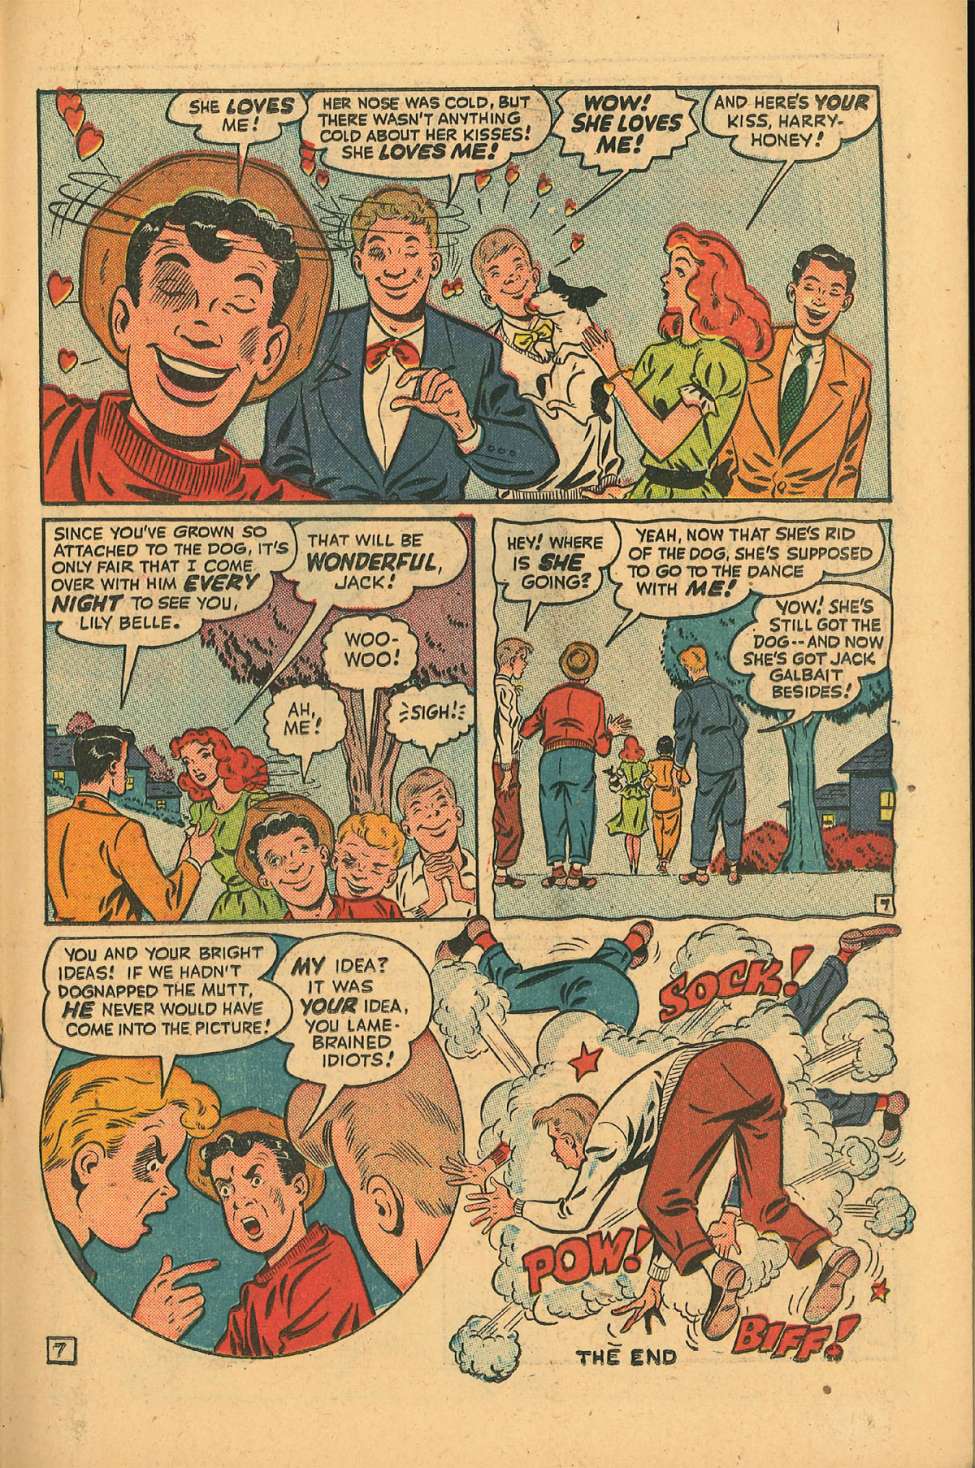 SHE LOVES
ME!
HER NOSE WAS COLD, BUT
THERE WASN'T ANYTHING
COLD ABOUT HER KISSES!
SHE LOVES ME!
WOW!
SHE LOVES
ME!
AND HERE'S YOUR
KISS, HARRY-
HONEY!
SINCE YOU'VE GROWN SO
ATTACHED TO THE DOG, IT'S
ONLY FAIR THAT I COME
OVER WITH HIM EVERY
NIGHT TO SEE YOU,
LILY BELLE.
THAT WILL BE
WONDERFUL,
JACK!
AH,
ME!
WOO-
WOO!
SIGH!
HEY! WHERE
IS SHE
GOING?
YEAH, NOW THAT SHE'S RID
OF THE DOG, SHE'S SUPPOSED
TO GO TO THE DANCE
WITH ME!
YOW! SHE'S
STILL GOT THE
DOG--AND NOW
SHE'S GOT JACK
GALBAIT
BESIDES!
7
YOU AND YOUR BRIGHT
IDEAS! IF WE HADN'T
DOGNAPPED THE MUTT,
HE NEVER WOULD HAVE
COME INTO THE PICTURE!
MY IDEA?
IT WAS
YOUR IDEA,
YOU LAME-
BRAINED
IDIOTS!
SOCK!
POW!
BIFF!
THE END
7